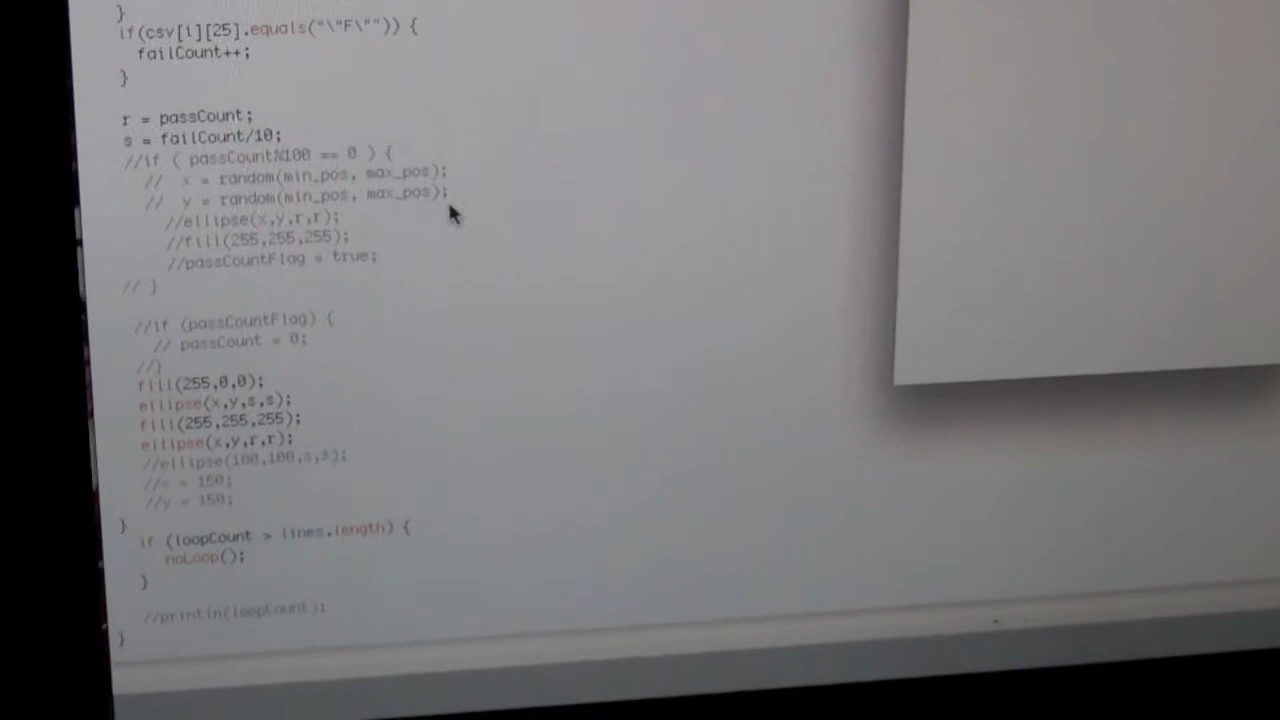 }
if(csv[i][25].equals("\"F\"")) {
failCount++;
}
r = passCount;
s = failCount/10;
//if ( passCount%100 == 0 ) {
// x = random(min_pos, max_pos);
// y = random(min_pos, max_pos);
//ellipse(x,y,r,r);
//fill(255,255,255);
//passCountFlag = true;
// }
//if (passCountFlag) {
// passCount = 0;
//}
fill(255,0,0);
ellipse(x,y,s,s);
fill(255,255,255);
ellipse(x,y,r,r);
//ellipse(100,100,s,s);
//x = 150;
//y = 150;
}
if (loopCount > lines.length) {
noLoop();
}
//println(loopCount);
}